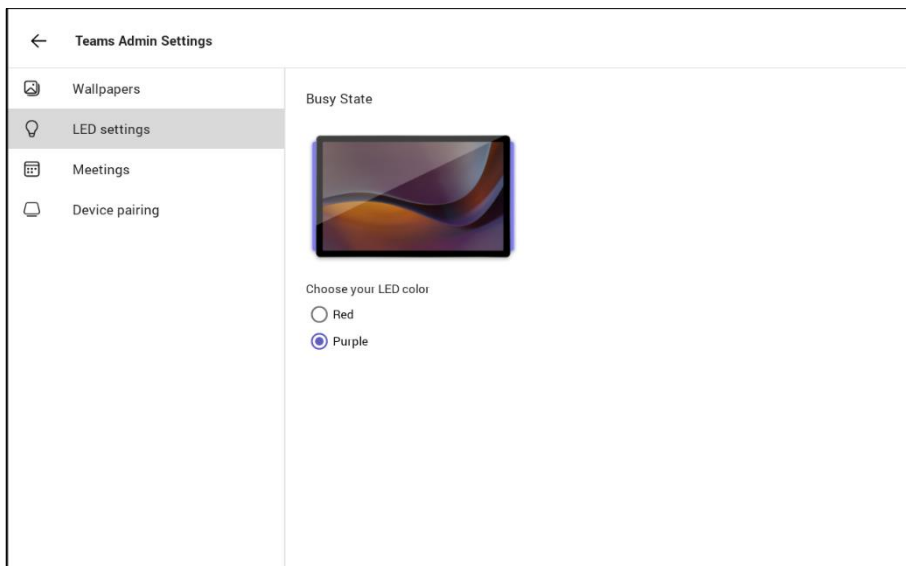 Teams Admin Settings
Wallpapers
LED settings
Meetings
Device pairing
Busy State
Choose your LED color
Red
Purple